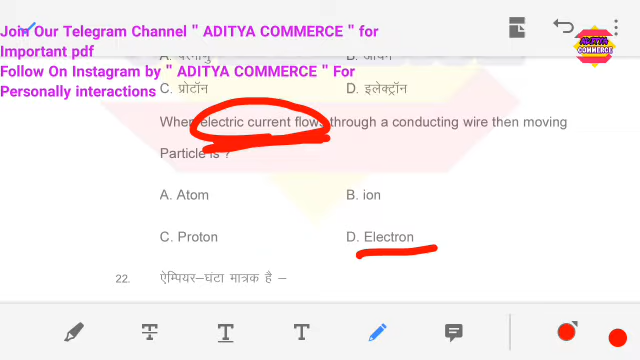 Join Our Telegram Channel " ADITYA COMMERCE " for
Important pdf
Follow On Instagram by " ADITYA COMMERCE " For
Personally interactions
ADITYA
COMMERCE
A. परमाणु B. आयन
C. प्रोटॉन D. इलेक्ट्रॉन
When electric current flows through a conducting wire then moving
Particle is ?
A. Atom B. ion
C. Proton D. Electron
22. ऐम्पियर–घंटा मात्रक है –